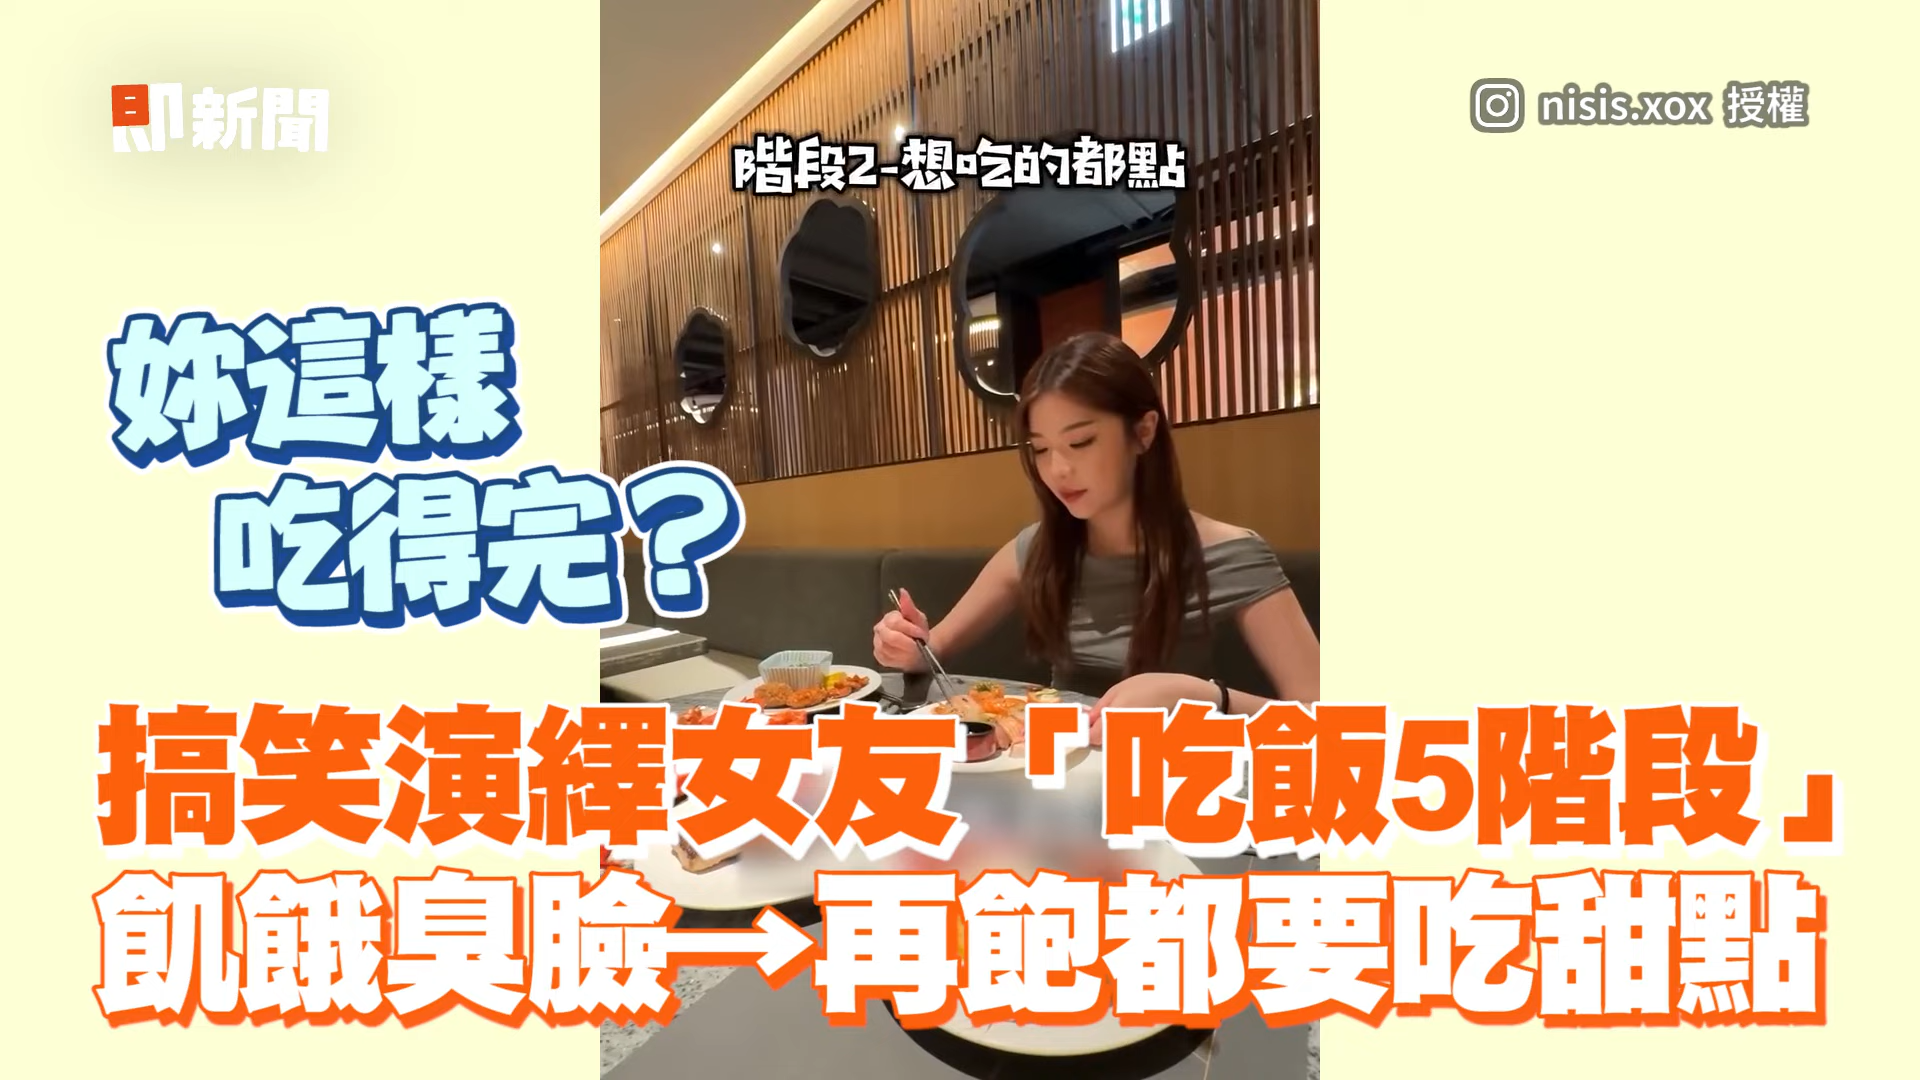 即新聞
nisis.xox 授權
階段2-想吃的都點
妳這樣
吃得完？
搞笑演繹女友「吃飯5階段」
飢餓臭臉→再飽都要吃甜點